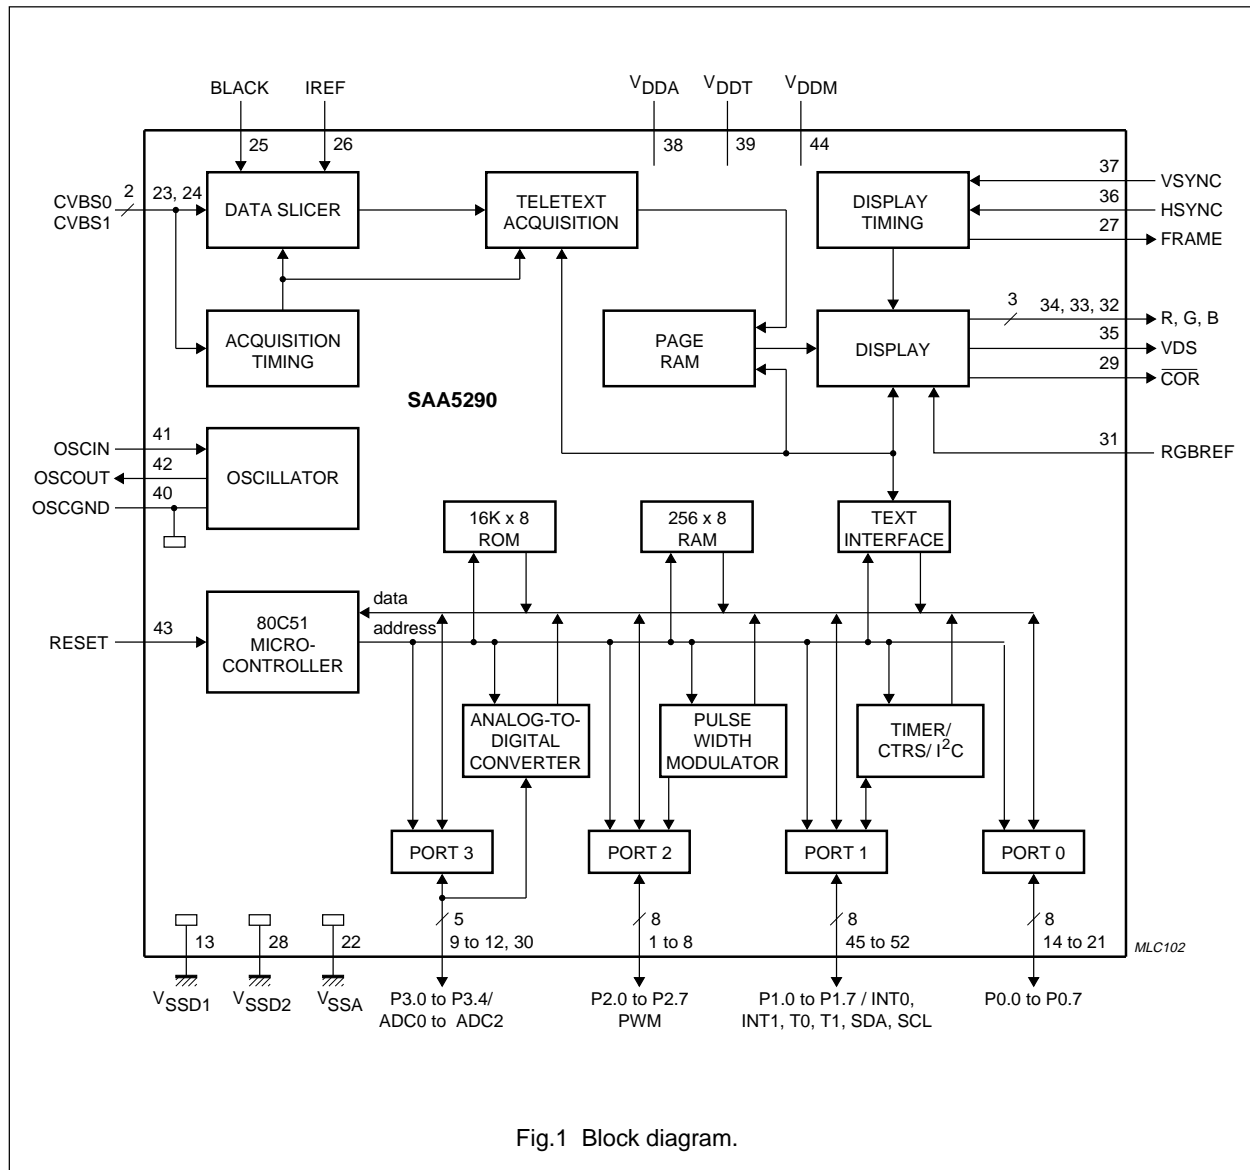 BLACK IREF VDDA VDDT VDDM
25 26 38 39 44
37 VSYNC
36 HSYNC
27 FRAME
CVBS0
CVBS1
2 23, 24
DATA SLICER
TELETEXT
ACQUISITION
DISPLAY
TIMING
ACQUISITION
TIMING
PAGE
RAM
DISPLAY
3 34, 33, 32 R, G, B
35 VDS
29 COR
SAA5290
31 RGBREF
OSCIN 41
OSCOUT 42
OSCGND 40
OSCILLATOR
16K x 8
ROM
256 x 8
RAM
TEXT
INTERFACE
RESET 43
80C51
MICRO-
CONTROLLER
data
address
ANALOG-TO-
DIGITAL
CONVERTER
PULSE
WIDTH
MODULATOR
TIMER/
CTRS/ I²C
PORT 3 PORT 2 PORT 1 PORT 0
5 8 8 8
13 28 22 9 to 12, 30 1 to 8 45 to 52 14 to 21
MLC102
VSSD1 VSSD2 VSSA
P3.0 to P3.4/
ADC0 to ADC2
P2.0 to P2.7
PWM
P1.0 to P1.7 / INT0,
INT1, T0, T1, SDA, SCL
P0.0 to P0.7
Fig.1 Block diagram.